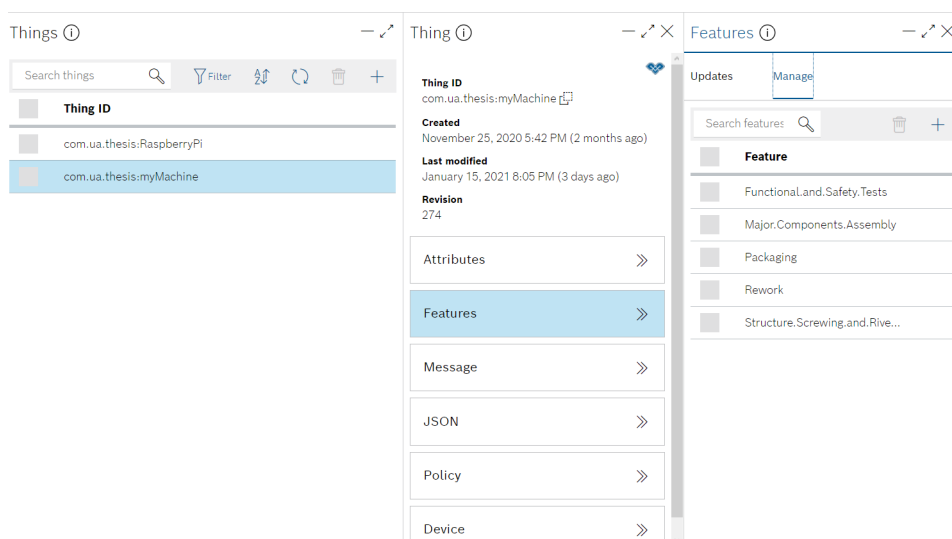 Things
Search things
Filter
Thing ID
com.ua.thesis:RaspberryPi
com.ua.thesis:myMachine
Thing
Thing ID
com.ua.thesis:myMachine
Created
November 25, 2020 5:42 PM (2 months ago)
Last modified
January 15, 2021 8:05 PM (3 days ago)
Revision
274
Attributes
Features
Message
JSON
Policy
Device
Features
Updates
Manage
Search features
Feature
Functional.and.Safety.Tests
Major.Components.Assembly
Packaging
Rework
Structure.Screwing.and.Rive...